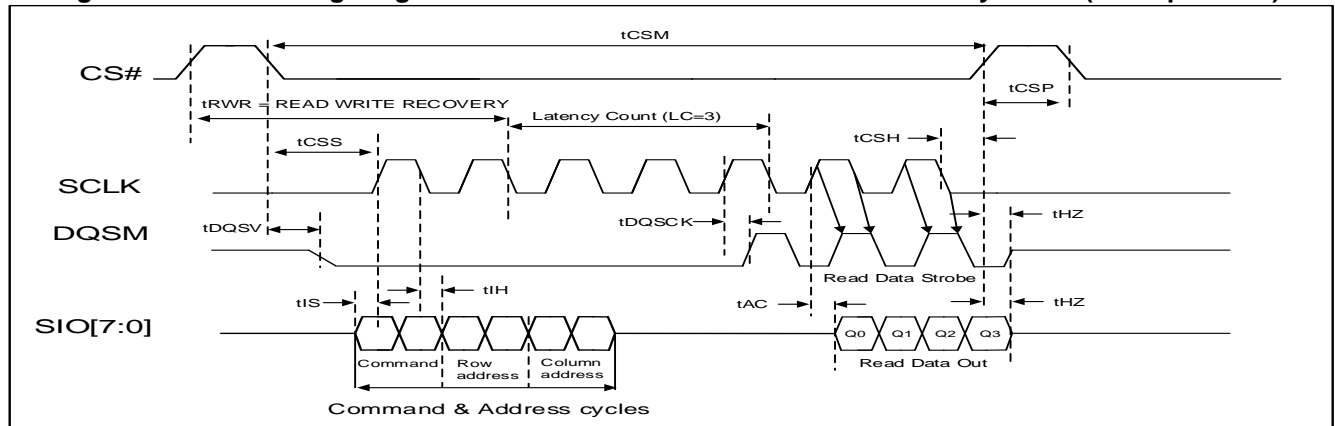 tCSM
CS#
tCSP
tRWR = READ WRITE RECOVERY
Latency Count (LC=3)
tCSH
tCSS
SCLK
tDQSV
tDQSCK
tHZ
DQSM
Read Data Strobe
tIS
tIH
tAC
tHZ
SIO[7:0]
Q0 Q1 Q2 Q3
Command
Row address
Column address
Read Data Out
Command & Address cycles